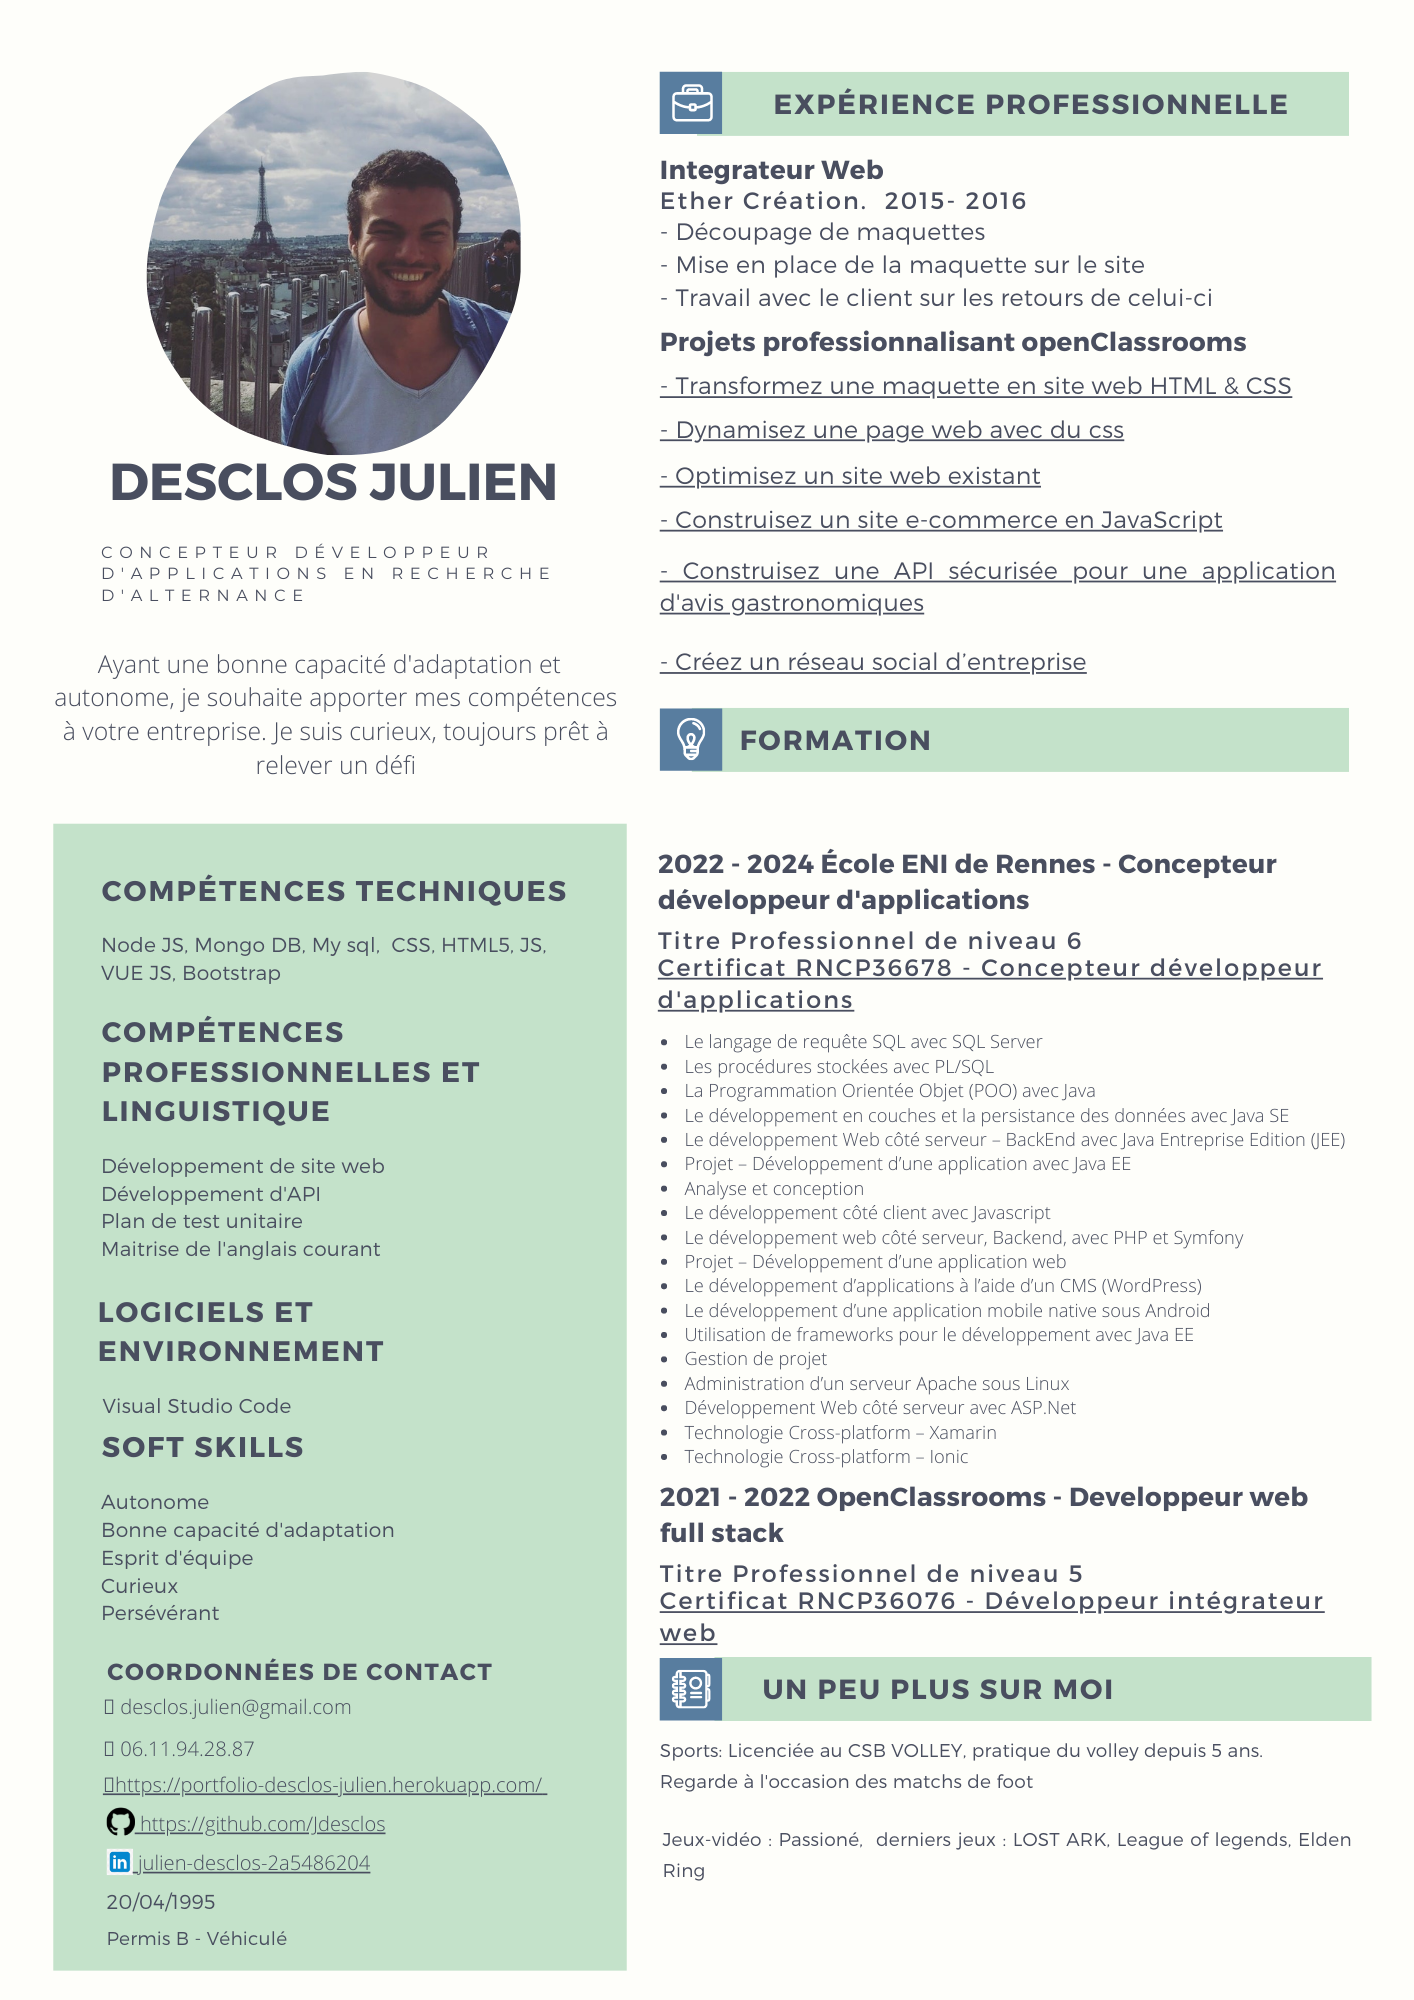 DESCLOS JULIEN
CONCEPTEUR DÉVELOPPEUR
D'APPLICATIONS EN RECHERCHE
D'ALTERNANCE
Ayant une bonne capacité d'adaptation et
autonome, je souhaite apporter mes compétences
à votre entreprise. Je suis curieux, toujours prêt à
relever un défi
COMPÉTENCES TECHNIQUES
Node JS, Mongo DB, My sql,  CSS, HTML5, JS,
VUE JS, Bootstrap
COMPÉTENCES
PROFESSIONNELLES ET
LINGUISTIQUE
Développement de site web
Développement d'API
Plan de test unitaire
Maitrise de l'anglais courant
LOGICIELS ET
ENVIRONNEMENT
Visual Studio Code
SOFT SKILLS
Autonome
Bonne capacité d'adaptation
Esprit d'équipe
Curieux
Persévérant
COORDONNÉES DE CONTACT
desclos.julien@gmail.com
06.11.94.28.87
https://portfolio-desclos-julien.herokuapp.com/
https://github.com/Jdesclos
in julien-desclos-2a5486204
20/04/1995
Permis B - Véhiculé
EXPÉRIENCE PROFESSIONNELLE
Integrateur Web
Ether Création.  2015- 2016
- Découpage de maquettes
- Mise en place de la maquette sur le site
- Travail avec le client sur les retours de celui-ci
Projets professionnalisant openClassrooms
- Transformez une maquette en site web HTML & CSS
- Dynamisez une page web avec du css
- Optimisez un site web existant
- Construisez un site e-commerce en JavaScript
- Construisez une API sécurisée pour une application
d'avis gastronomiques
- Créez un réseau social d’entreprise
FORMATION
2022 - 2024 École ENI de Rennes - Concepteur
développeur d'applications
Titre Professionnel de niveau 6
Certificat RNCP36678 - Concepteur développeur
d'applications
• Le langage de requête SQL avec SQL Server
• Les procédures stockées avec PL/SQL
• La Programmation Orientée Objet (POO) avec Java
• Le développement en couches et la persistance des données avec Java SE
• Le développement Web côté serveur – BackEnd avec Java Entreprise Edition (JEE)
• Projet – Développement d’une application avec Java EE
• Analyse et conception
• Le développement côté client avec Javascript
• Le développement web côté serveur, Backend, avec PHP et Symfony
• Projet – Développement d’une application web
• Le développement d’applications à l’aide d’un CMS (WordPress)
• Le développement d’une application mobile native sous Android
• Utilisation de frameworks pour le développement avec Java EE
• Gestion de projet
• Administration d’un serveur Apache sous Linux
• Développement Web côté serveur avec ASP.Net
• Technologie Cross-platform – Xamarin
• Technologie Cross-platform – Ionic
2021 - 2022 OpenClassrooms - Developpeur web
full stack
Titre Professionnel de niveau 5
Certificat RNCP36076 - Développeur intégrateur
web
UN PEU PLUS SUR MOI
Sports: Licenciée au CSB VOLLEY, pratique du volley depuis 5 ans.
Regarde à l'occasion des matchs de foot
Jeux-vidéo : Passioné,  derniers jeux : LOST ARK, League of legends, Elden
Ring